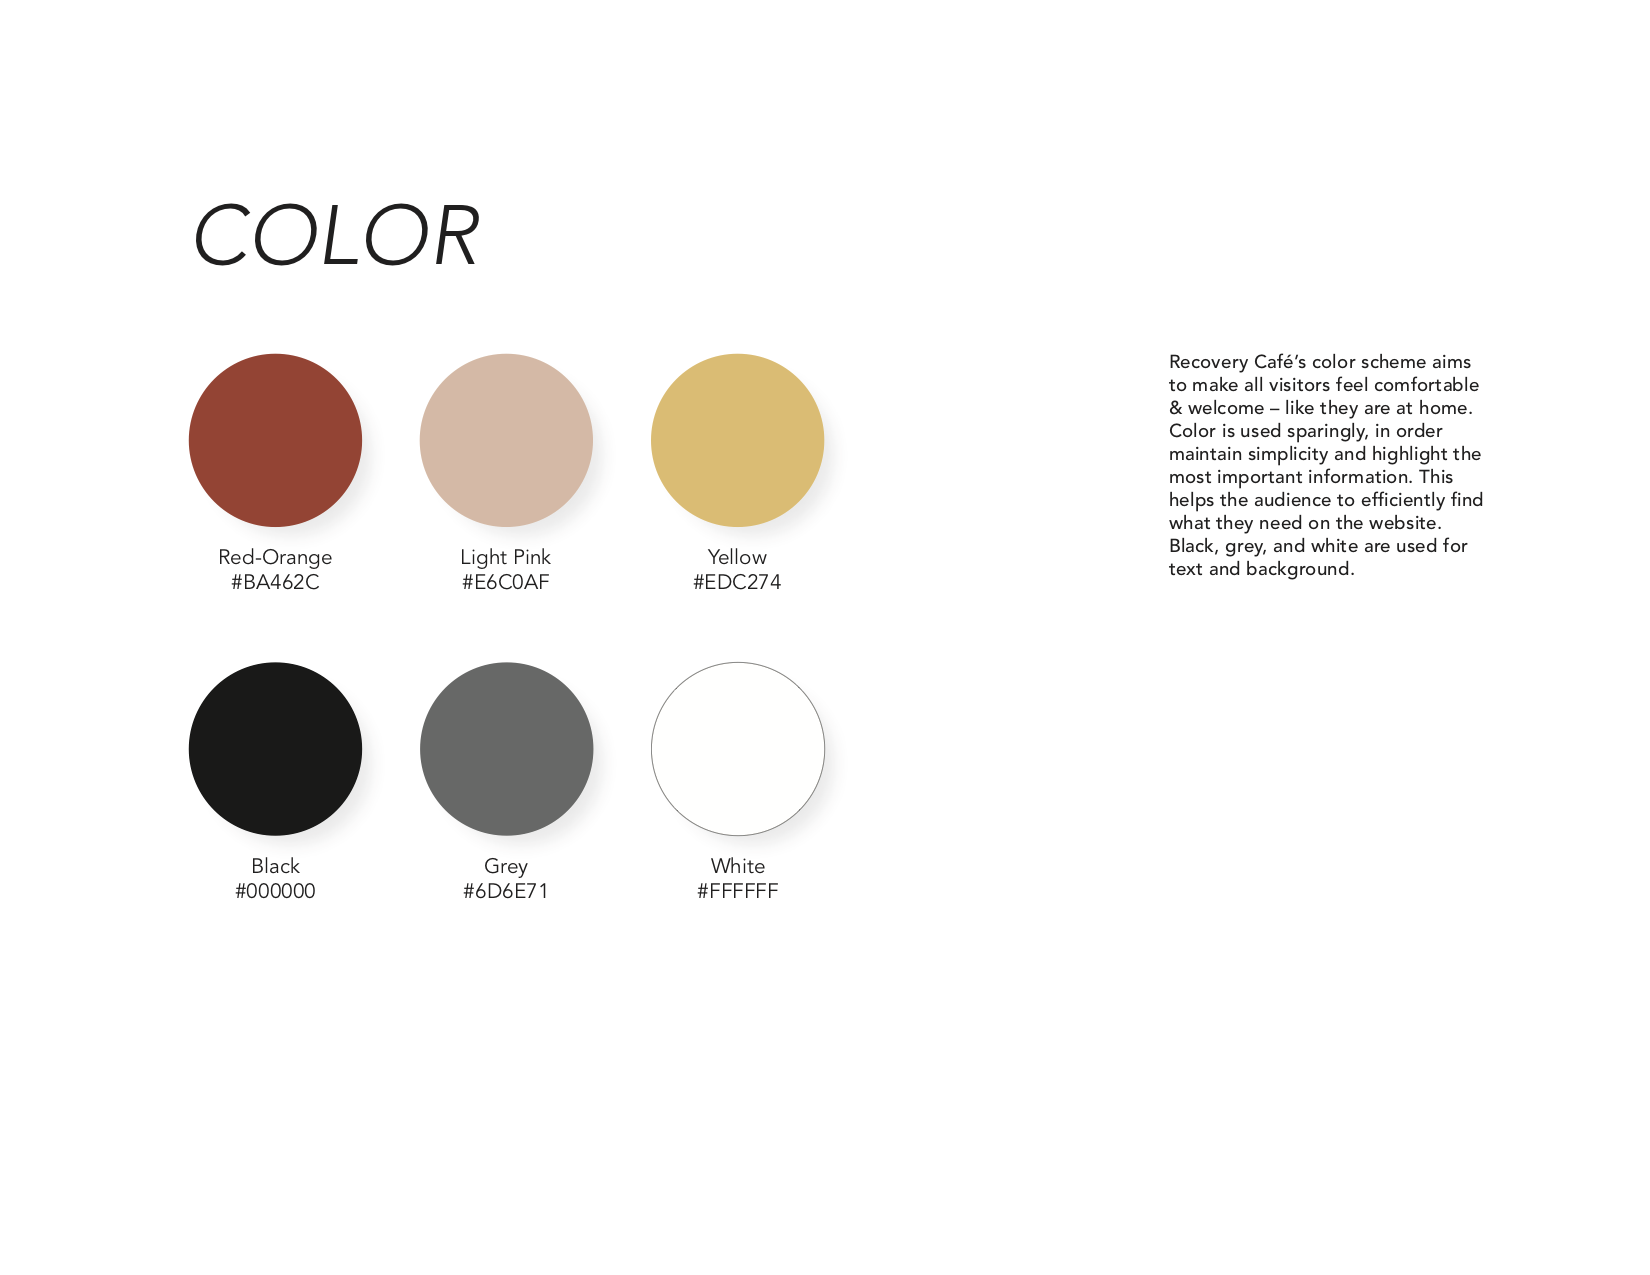 COLOR
Red-Orange
#BA462C
Light Pink
#E6C0AF
Yellow
#EDC274
Black
#000000
Grey
#6D6E71
White
#FFFFFF
Recovery Café’s color scheme aims
to make all visitors feel comfortable
& welcome – like they are at home.
Color is used sparingly, in order
maintain simplicity and highlight the
most important information. This
helps the audience to efficiently find
what they need on the website.
Black, grey, and white are used for
text and background.